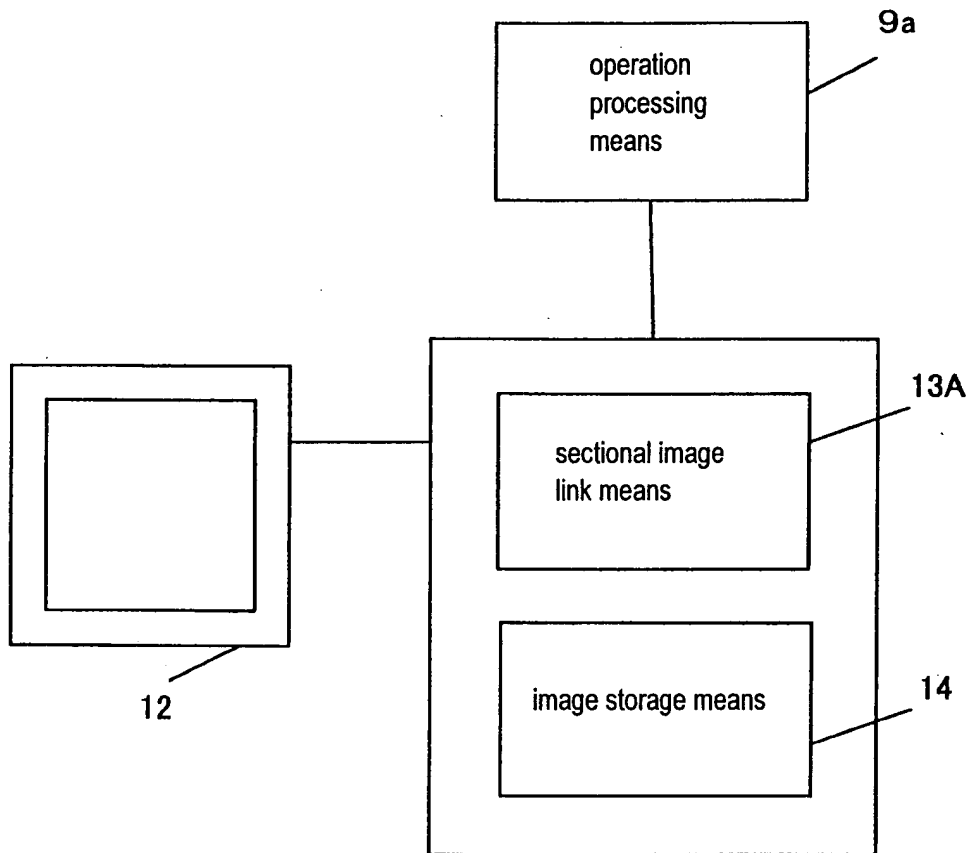 9a
operation
processing
means
13A
sectional image
link means
12
14
image storage means